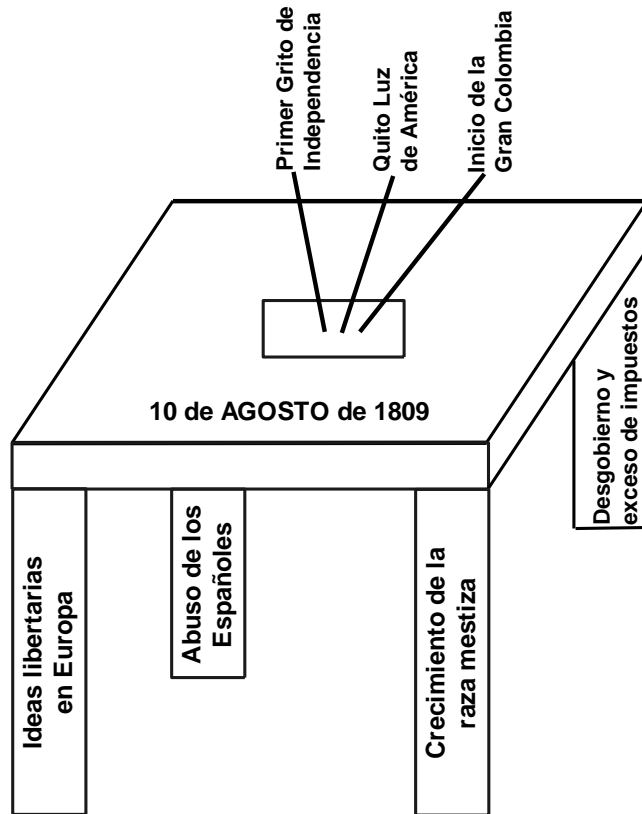 Primer Grito de
Independencia
Quito Luz
de América
Inicio de la
Gran Colombia
10 de AGOSTO de 1809
Ideas libertarias
en Europa
Abuso de los
Españoles
Crecimiento de la
raza mestiza
Desgobierno y
exceso de impuestos